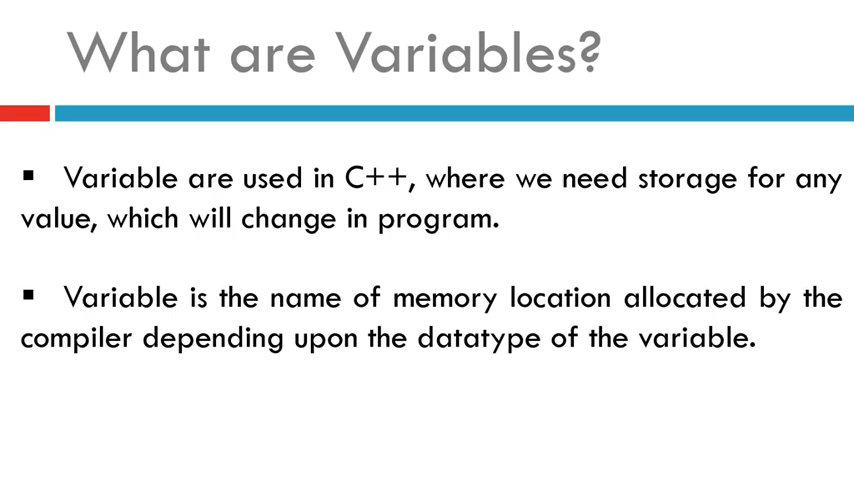 What are Variables?
▪ Variable are used in C++, where we need storage for any
value, which will change in program.
▪ Variable is the name of memory location allocated by the
compiler depending upon the datatype of the variable.